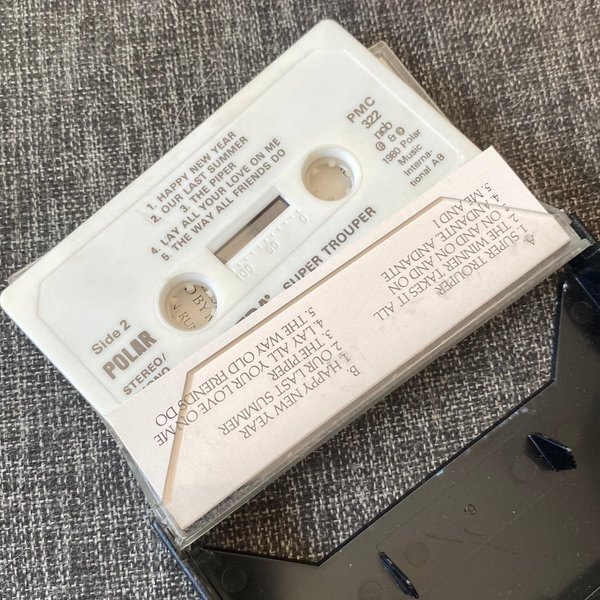 1. HAPPY NEW YEAR
2. OUR LAST SUMMER
3. THE PIPER
4. LAY ALL YOUR LOVE ON ME
5. THE WAY ALL FRIENDS DO
PMC
322
ncb
1980 Polar
Music
Interna-
tional AB
100 50 0
Side 2
POLAR
STEREO/
SUPER TROUPER
A
1. SUPER TROUPER
2. THE WINNER TAKES IT ALL
3. ON AND ON AND ON
4. ANDANTE ANDANTE
5. ME AND I
B
1. HAPPY NEW YEAR
2. OUR LAST SUMMER
3. THE PIPER
4. LAY ALL YOUR LOVE ON ME
5. THE WAY OLD FRIENDS DO